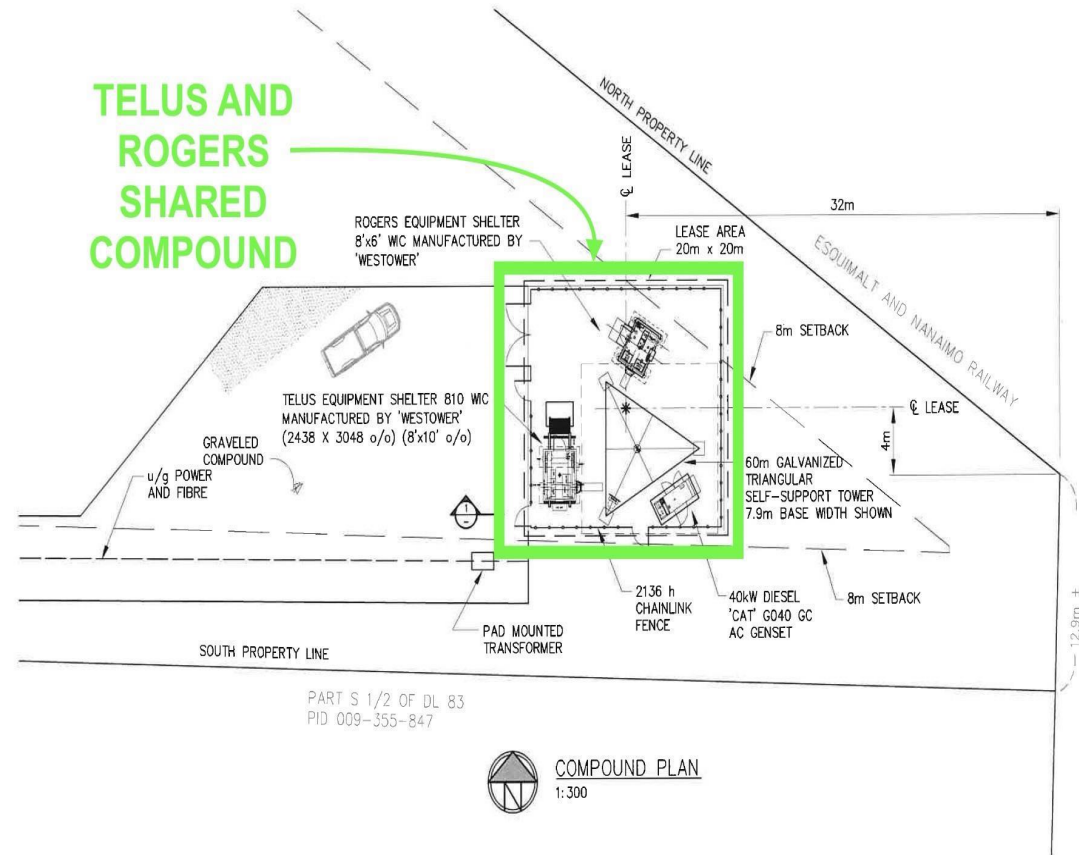 TELUS AND
ROGERS
SHARED
COMPOUND
NORTH PROPERTY LINE
℄ LEASE
32m
ROGERS EQUIPMENT SHELTER
8'x6' WIC MANUFACTURED BY
'WESTOWER'
LEASE AREA
20m x 20m
ESQUIMALT AND NANAIMO RAILWAY
8m SETBACK
TELUS EQUIPMENT SHELTER 810 WIC
MANUFACTURED BY 'WESTOWER'
(2438 X 3048 o/o) (8'x10' o/o)
℄ LEASE
4m
GRAVELED
COMPOUND
u/g POWER
AND FIBRE
60m GALVANIZED
TRIANGULAR
SELF-SUPPORT TOWER
7.9m BASE WIDTH SHOWN
1
-
2136 h
CHAINLINK
FENCE
40kW DIESEL
'CAT' G040 GC
AC GENSET
8m SETBACK
PAD MOUNTED
TRANSFORMER
12.9m ±
SOUTH PROPERTY LINE
PART S 1/2 OF DL 83
PID 009-355-847
N
COMPOUND PLAN
1:300